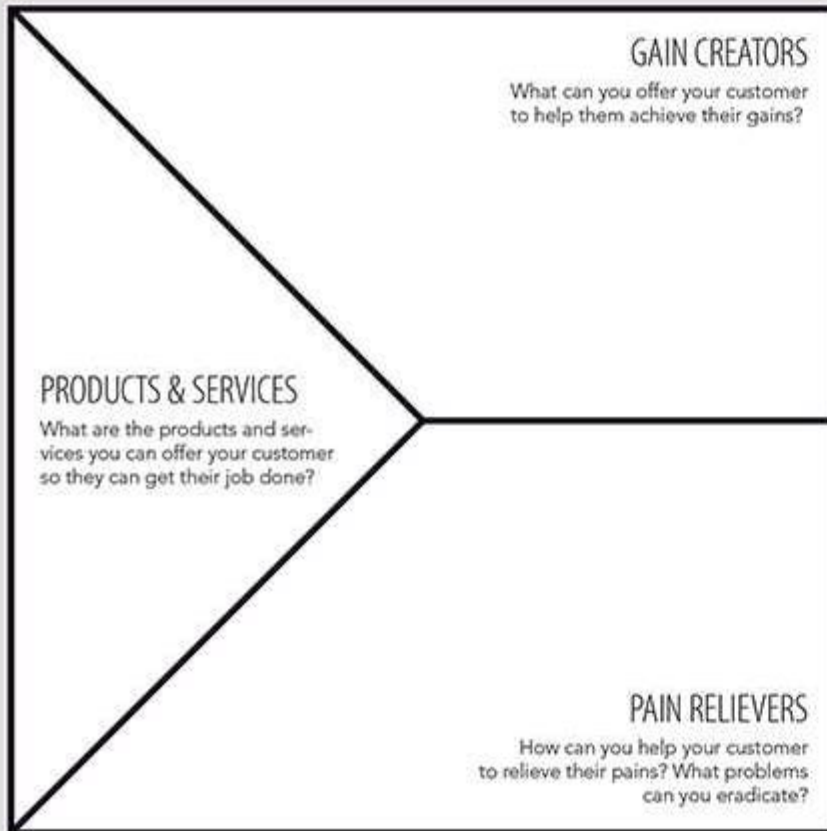 GAIN CREATORS
What can you offer your customer
to help them achieve their gains?
PRODUCTS & SERVICES
What are the products and ser-
vices you can offer your customer
so they can get their job done?
PAIN RELIEVERS
How can you help your customer
to relieve their pains? What problems
can you eradicate?